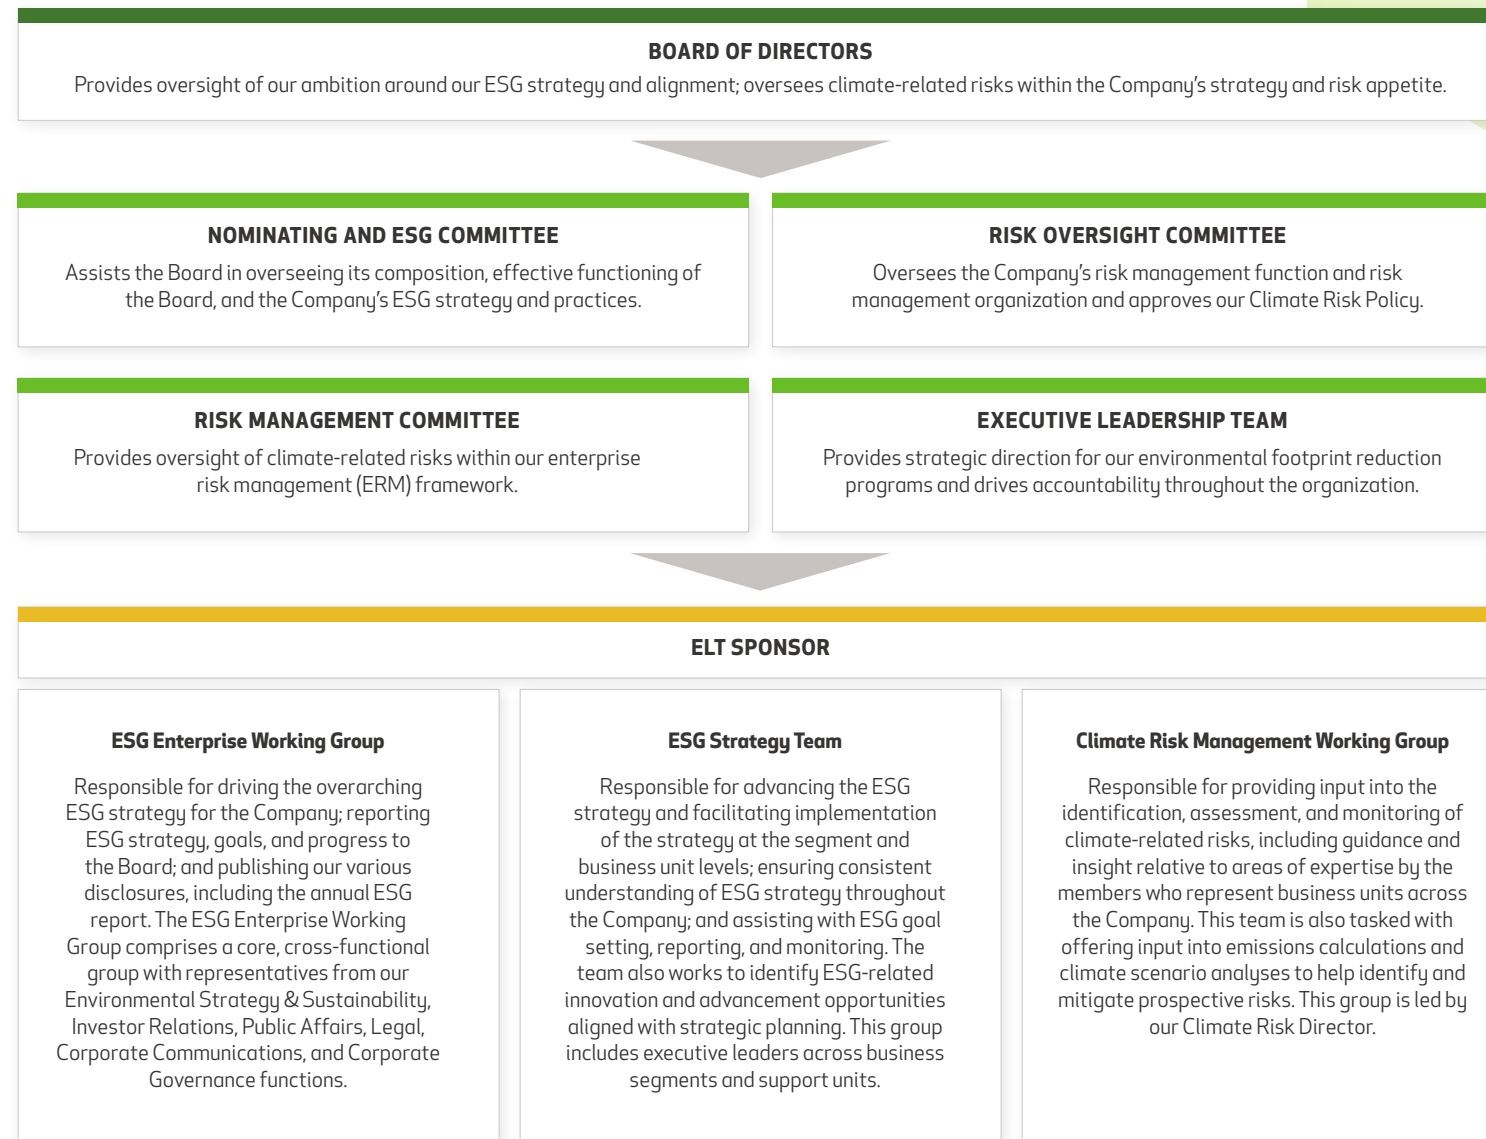 BOARD OF DIRECTORS
Provides oversight of our ambition around our ESG strategy and alignment; oversees climate-related risks within the Company's strategy and risk appetite.
NOMINATING AND ESG COMMITTEE
Assists the Board in overseeing its composition, effective functioning of
the Board, and the Company's ESG strategy and practices.
RISK OVERSIGHT COMMITTEE
Oversees the Company's risk management function and risk
management organization and approves our Climate Risk Policy.
RISK MANAGEMENT COMMITTEE
Provides oversight of climate-related risks within our enterprise
risk management (ERM) framework.
EXECUTIVE LEADERSHIP TEAM
Provides strategic direction for our environmental footprint reduction
programs and drives accountability throughout the organization.
ELT SPONSOR
ESG Enterprise Working Group
Responsible for driving the overarching
ESG strategy for the Company; reporting
ESG strategy, goals, and progress to
the Board; and publishing our various
disclosures, including the annual ESG
report. The ESG Enterprise Working
Group comprises a core, cross-functional
group with representatives from our
Environmental Strategy & Sustainability,
Investor Relations, Public Affairs, Legal,
Corporate Communications, and Corporate
Governance functions.
ESG Strategy Team
Responsible for advancing the ESG
strategy and facilitating implementation
of the strategy at the segment and
business unit levels; ensuring consistent
understanding of ESG strategy throughout
the Company; and assisting with ESG goal
setting, reporting, and monitoring. The
team also works to identify ESG-related
innovation and advancement opportunities
aligned with strategic planning. This group
includes executive leaders across business
segments and support units.
Climate Risk Management Working Group
Responsible for providing input into the
identification, assessment, and monitoring of
climate-related risks, including guidance and
insight relative to areas of expertise by the
members who represent business units across
the Company. This team is also tasked with
offering input into emissions calculations and
climate scenario analyses to help identify and
mitigate prospective risks. This group is led by
our Climate Risk Director.